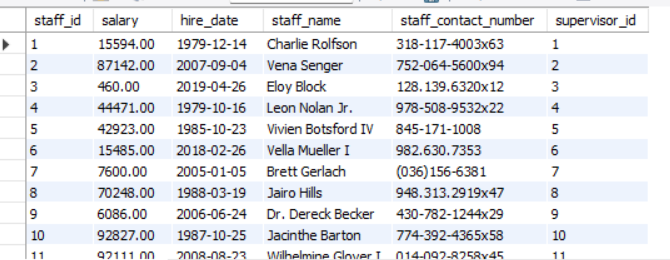 staff_id salary hire_date staff_name staff_contact_number supervisor_id
1 15594.00 1979-12-14 Charlie Rolfson 318-117-4003x63 1
2 87142.00 2007-09-04 Vena Senger 752-064-5600x94 2
3 460.00 2019-04-26 Eloy Block 128.139.6320x12 3
4 44471.00 1979-10-16 Leon Nolan Jr. 978-508-9532x22 4
5 42923.00 1985-10-23 Vivien Botsford IV 845-171-1008 5
6 15485.00 2018-02-26 Vella Mueller I 982.630.7353 6
7 7600.00 2005-01-05 Brett Gerlach (036)156-6381 7
8 70248.00 1988-03-19 Jairo Hills 948.313.2919x47 8
9 6086.00 2006-06-24 Dr. Dereck Becker 430-782-1244x29 9
10 92827.00 1987-10-25 Jacinthe Barton 774-392-4365x58 10
11 92111.00 2008-08-23 Wilhelmine Glover I 014-092-8258x45 11